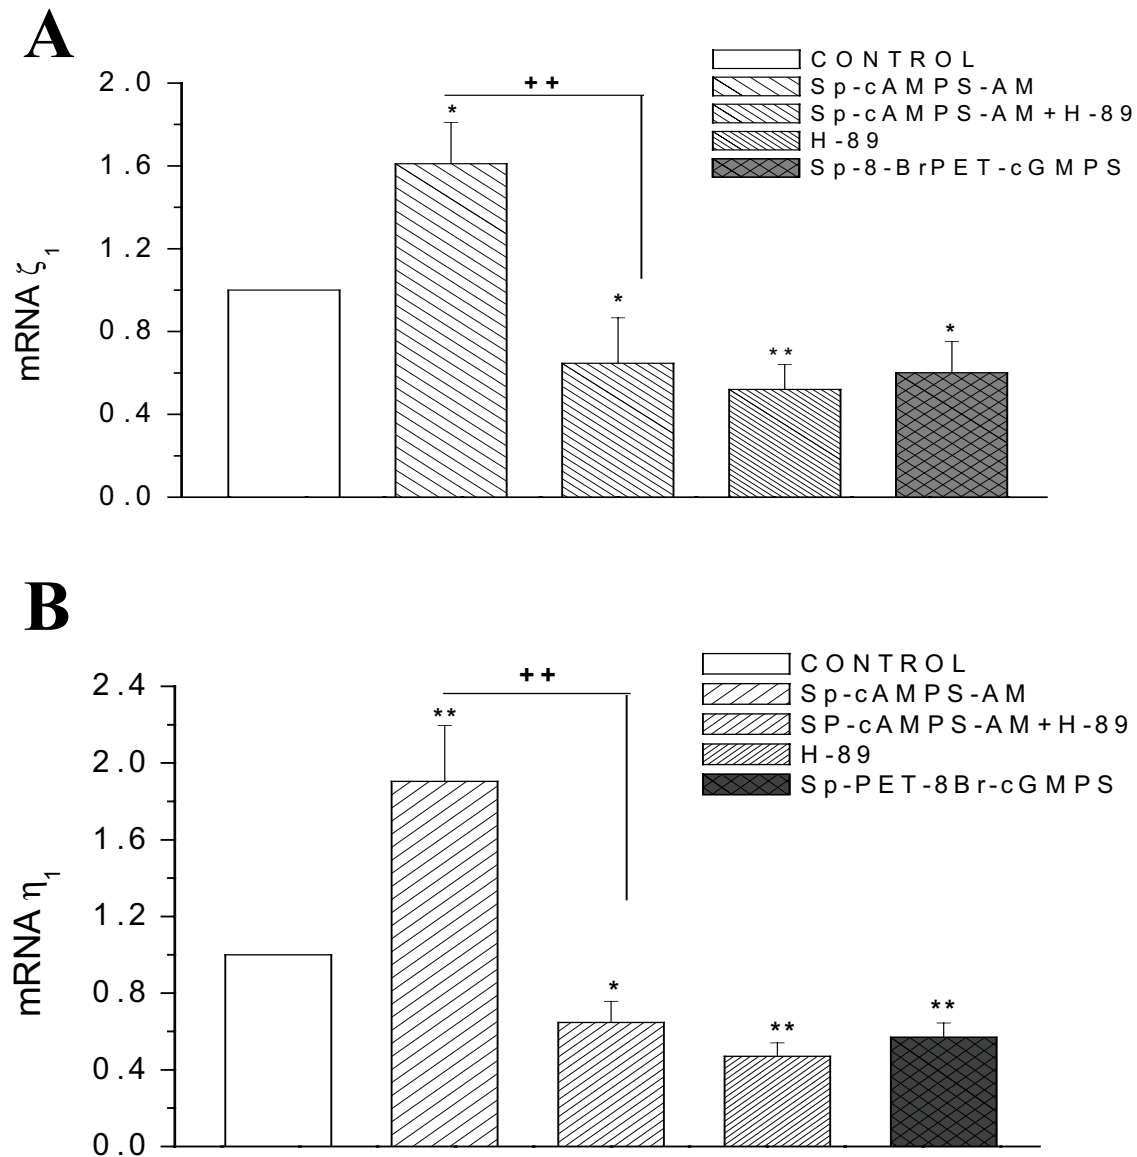 A
CONTROL
Sp-cAMPS-AM
Sp-cAMPS-AM+H-89
H-89
Sp-8-BrPET-cGMPS
2.0
1.6
1.2
0.8
0.4
0.0
mRNA ζ1
++
*
*
**
*
B
CONTROL
Sp-cAMPS-AM
SP-cAMPS-AM+H-89
H-89
Sp-PET-8Br-cGMPS
2.4
2.0
1.6
1.2
0.8
0.4
0.0
mRNA η1
++
**
*
**
**